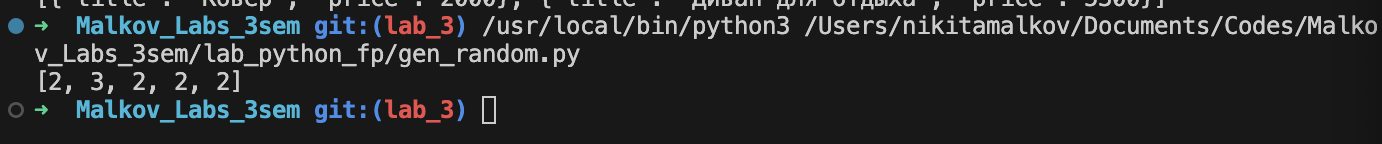 [{'title': 'Ковер', 'price': 2000}, {'title': 'Диван для отдыха', 'price': 5300}]
➜  Malkov_Labs_3sem git:(lab_3) /usr/local/bin/python3 /Users/nikitamalkov/Documents/Codes/Malko
v_Labs_3sem/lab_python_fp/gen_random.py
[2, 3, 2, 2, 2]
➜  Malkov_Labs_3sem git:(lab_3)